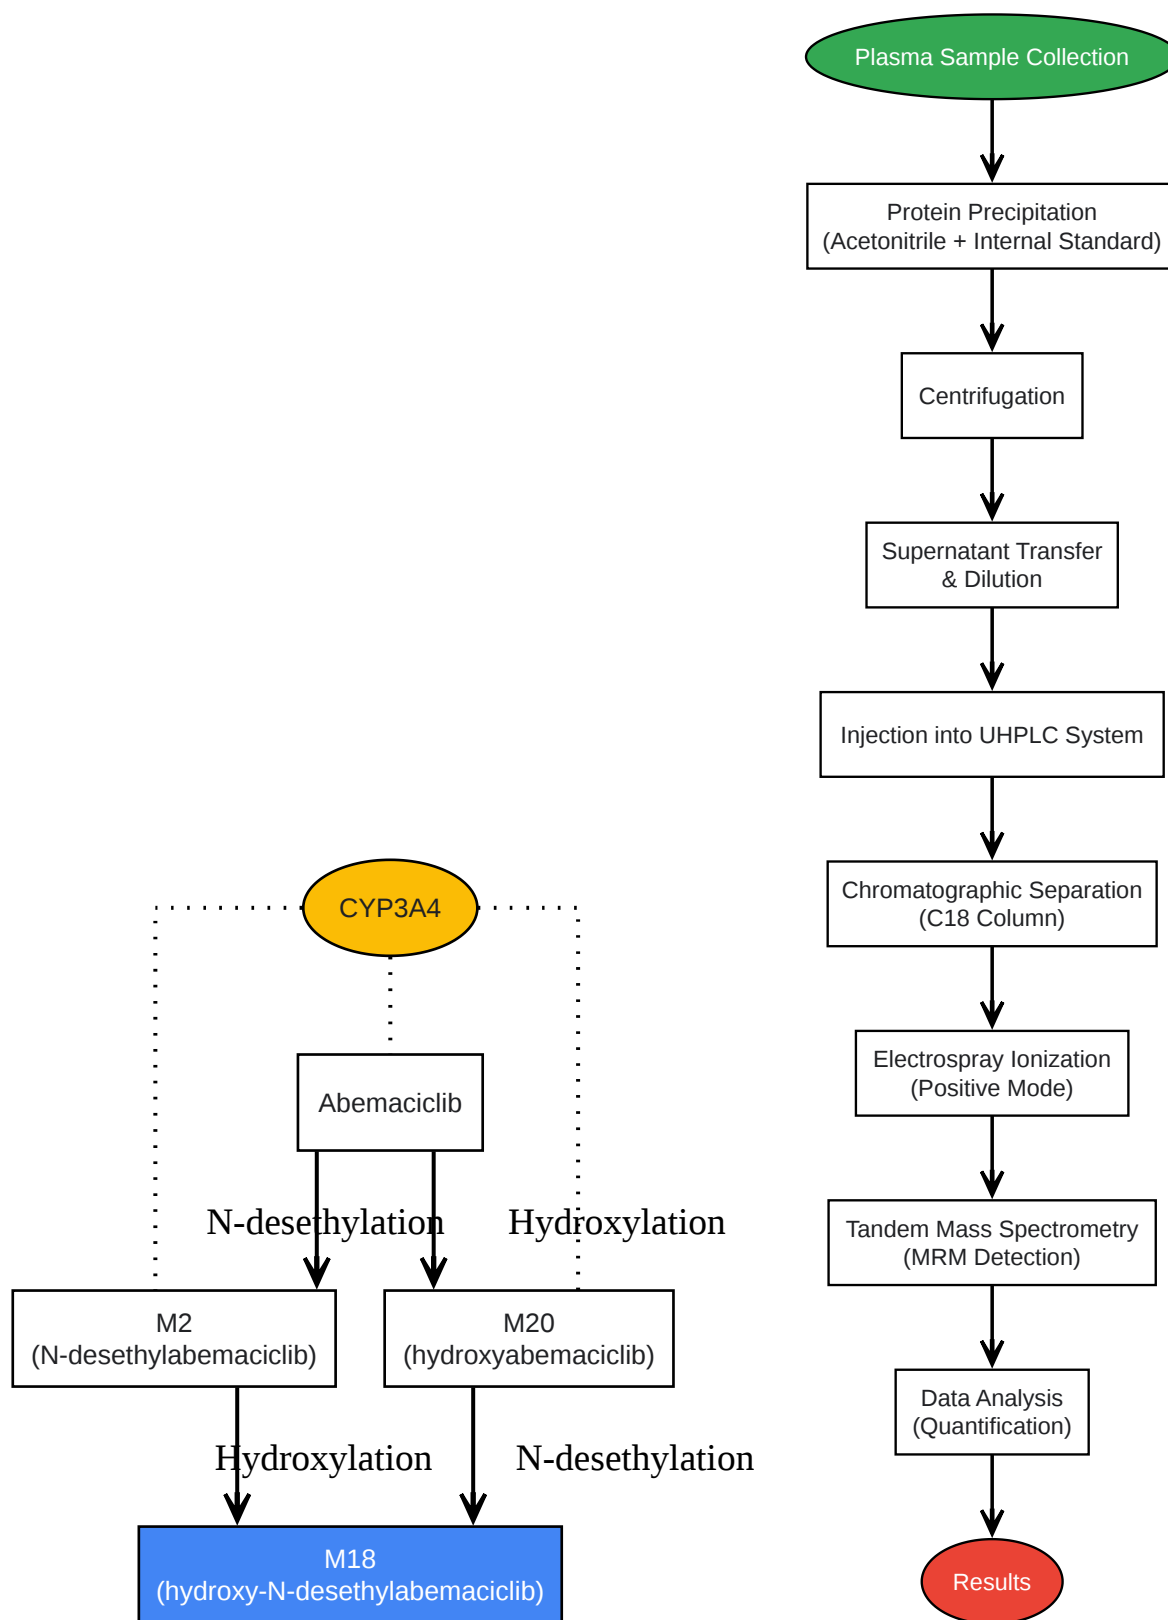 Plasma Sample Collection
Protein Precipitation
(Acetonitrile + Internal Standard)
Centrifugation
Supernatant Transfer
& Dilution
Injection into UHPLC System
Chromatographic Separation
(C18 Column)
Electrospray Ionization
(Positive Mode)
Tandem Mass Spectrometry
(MRM Detection)
Data Analysis
(Quantification)
Results
CYP3A4
Abemaciclib
N-desethylation
Hydroxylation
M2
(N-desethylabemaciclib)
M20
(hydroxyabemaciclib)
Hydroxylation
N-desethylation
M18
(hydroxy-N-desethylabemaciclib)